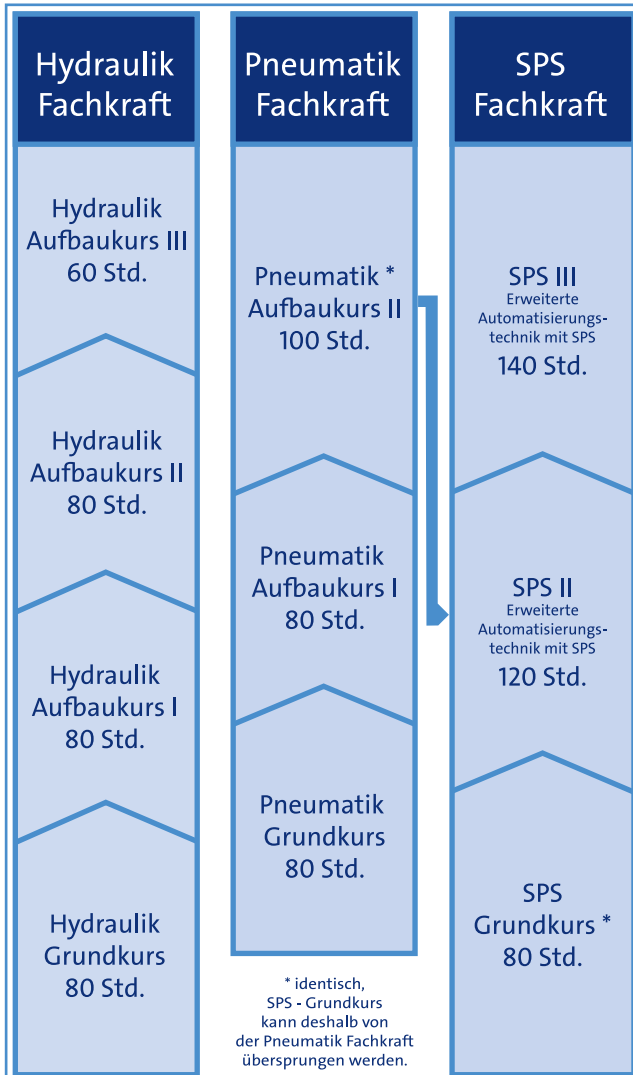 Hydraulik
Fachkraft
Hydraulik
Aufbaukurs III
60 Std.
Hydraulik
Aufbaukurs II
80 Std.
Hydraulik
Aufbaukurs I
80 Std.
Hydraulik
Grundkurs
80 Std.
Pneumatik
Fachkraft
Pneumatik *
Aufbaukurs II
100 Std.
Pneumatik
Aufbaukurs I
80 Std.
Pneumatik
Grundkurs
80 Std.
* identisch,
SPS - Grundkurs
kann deshalb von
der Pneumatik Fachkraft
übersprungen werden.
SPS
Fachkraft
SPS III
Erweiterte
Automatisierungs-
technik mit SPS
140 Std.
SPS II
Erweiterte
Automatisierungs-
technik mit SPS
120 Std.
SPS
Grundkurs *
80 Std.